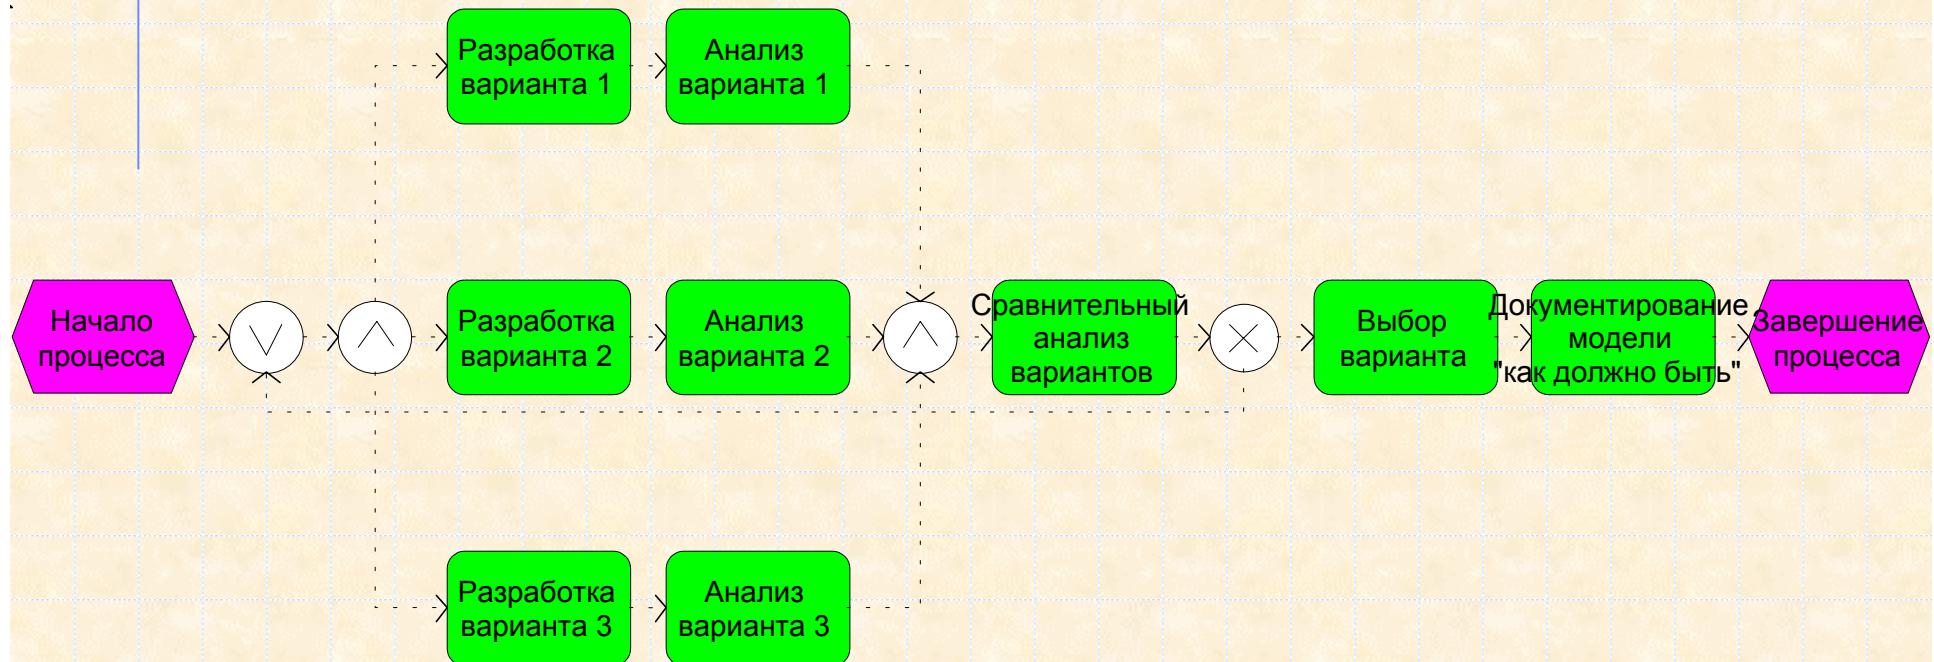 Разработка
варианта 1
Анализ
варианта 1
Начало
процесса
Разработка
варианта 2
Анализ
варианта 2
Сравнительный
анализ
вариантов
Выбор
варианта
Документирование
модели
"как должно быть"
Завершение
процесса
Разработка
варианта 3
Анализ
варианта 3